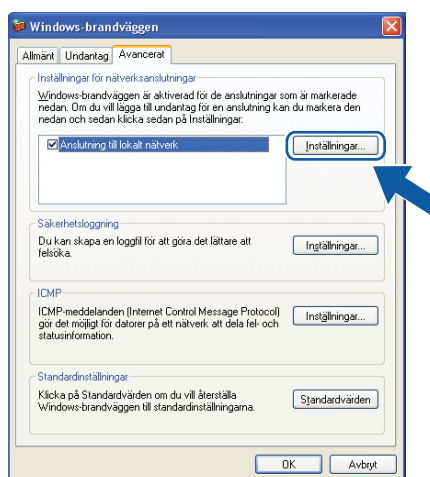 Windows-brandväggen
Allmänt Undantag Avancerat
Inställningar för nätverksanslutningar
Windows-brandväggen är aktiverad för de anslutningar som är markerade
nedan. Om du vill lägga till undantag för en anslutning kan du markera den
nedan och sedan klicka sedan på Inställningar:
Anslutning till lokalt nätverk
Inställningar...
Säkerhetsloggning
Du kan skapa en loggfil för att göra det lättare att
felsöka.
Inställningar...
ICMP
ICMP-meddelanden (Internet Control Message Protocol)
gör det möjligt för datorer på ett nätverk att dela fel- och
statusinformation.
Inställningar...
Standardinställningar
Klicka på Standardvärden om du vill återställa
Windows-brandväggen till standardinställningarna.
Standardvärden
OK Avbryt